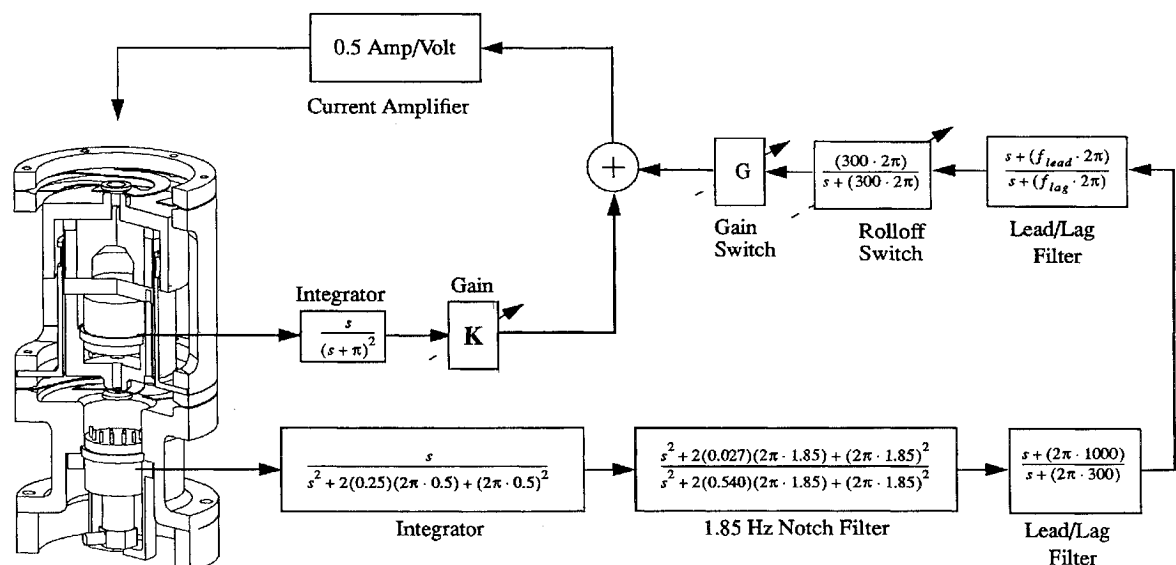 0.5 Amp/Volt
Current Amplifier
+
G
Gain
Switch
(300 · 2π)
s + (300 · 2π)
Rolloff
Switch
s + (f_lead · 2π)
s + (f_lag · 2π)
Lead/Lag
Filter
Integrator
s
(s + π)^2
Gain
K
s
s^2 + 2(0.25)(2π · 0.5) + (2π · 0.5)^2
Integrator
s^2 + 2(0.027)(2π · 1.85) + (2π · 1.85)^2
s^2 + 2(0.540)(2π · 1.85) + (2π · 1.85)^2
1.85 Hz Notch Filter
s + (2π · 1000)
s + (2π · 300)
Lead/Lag
Filter